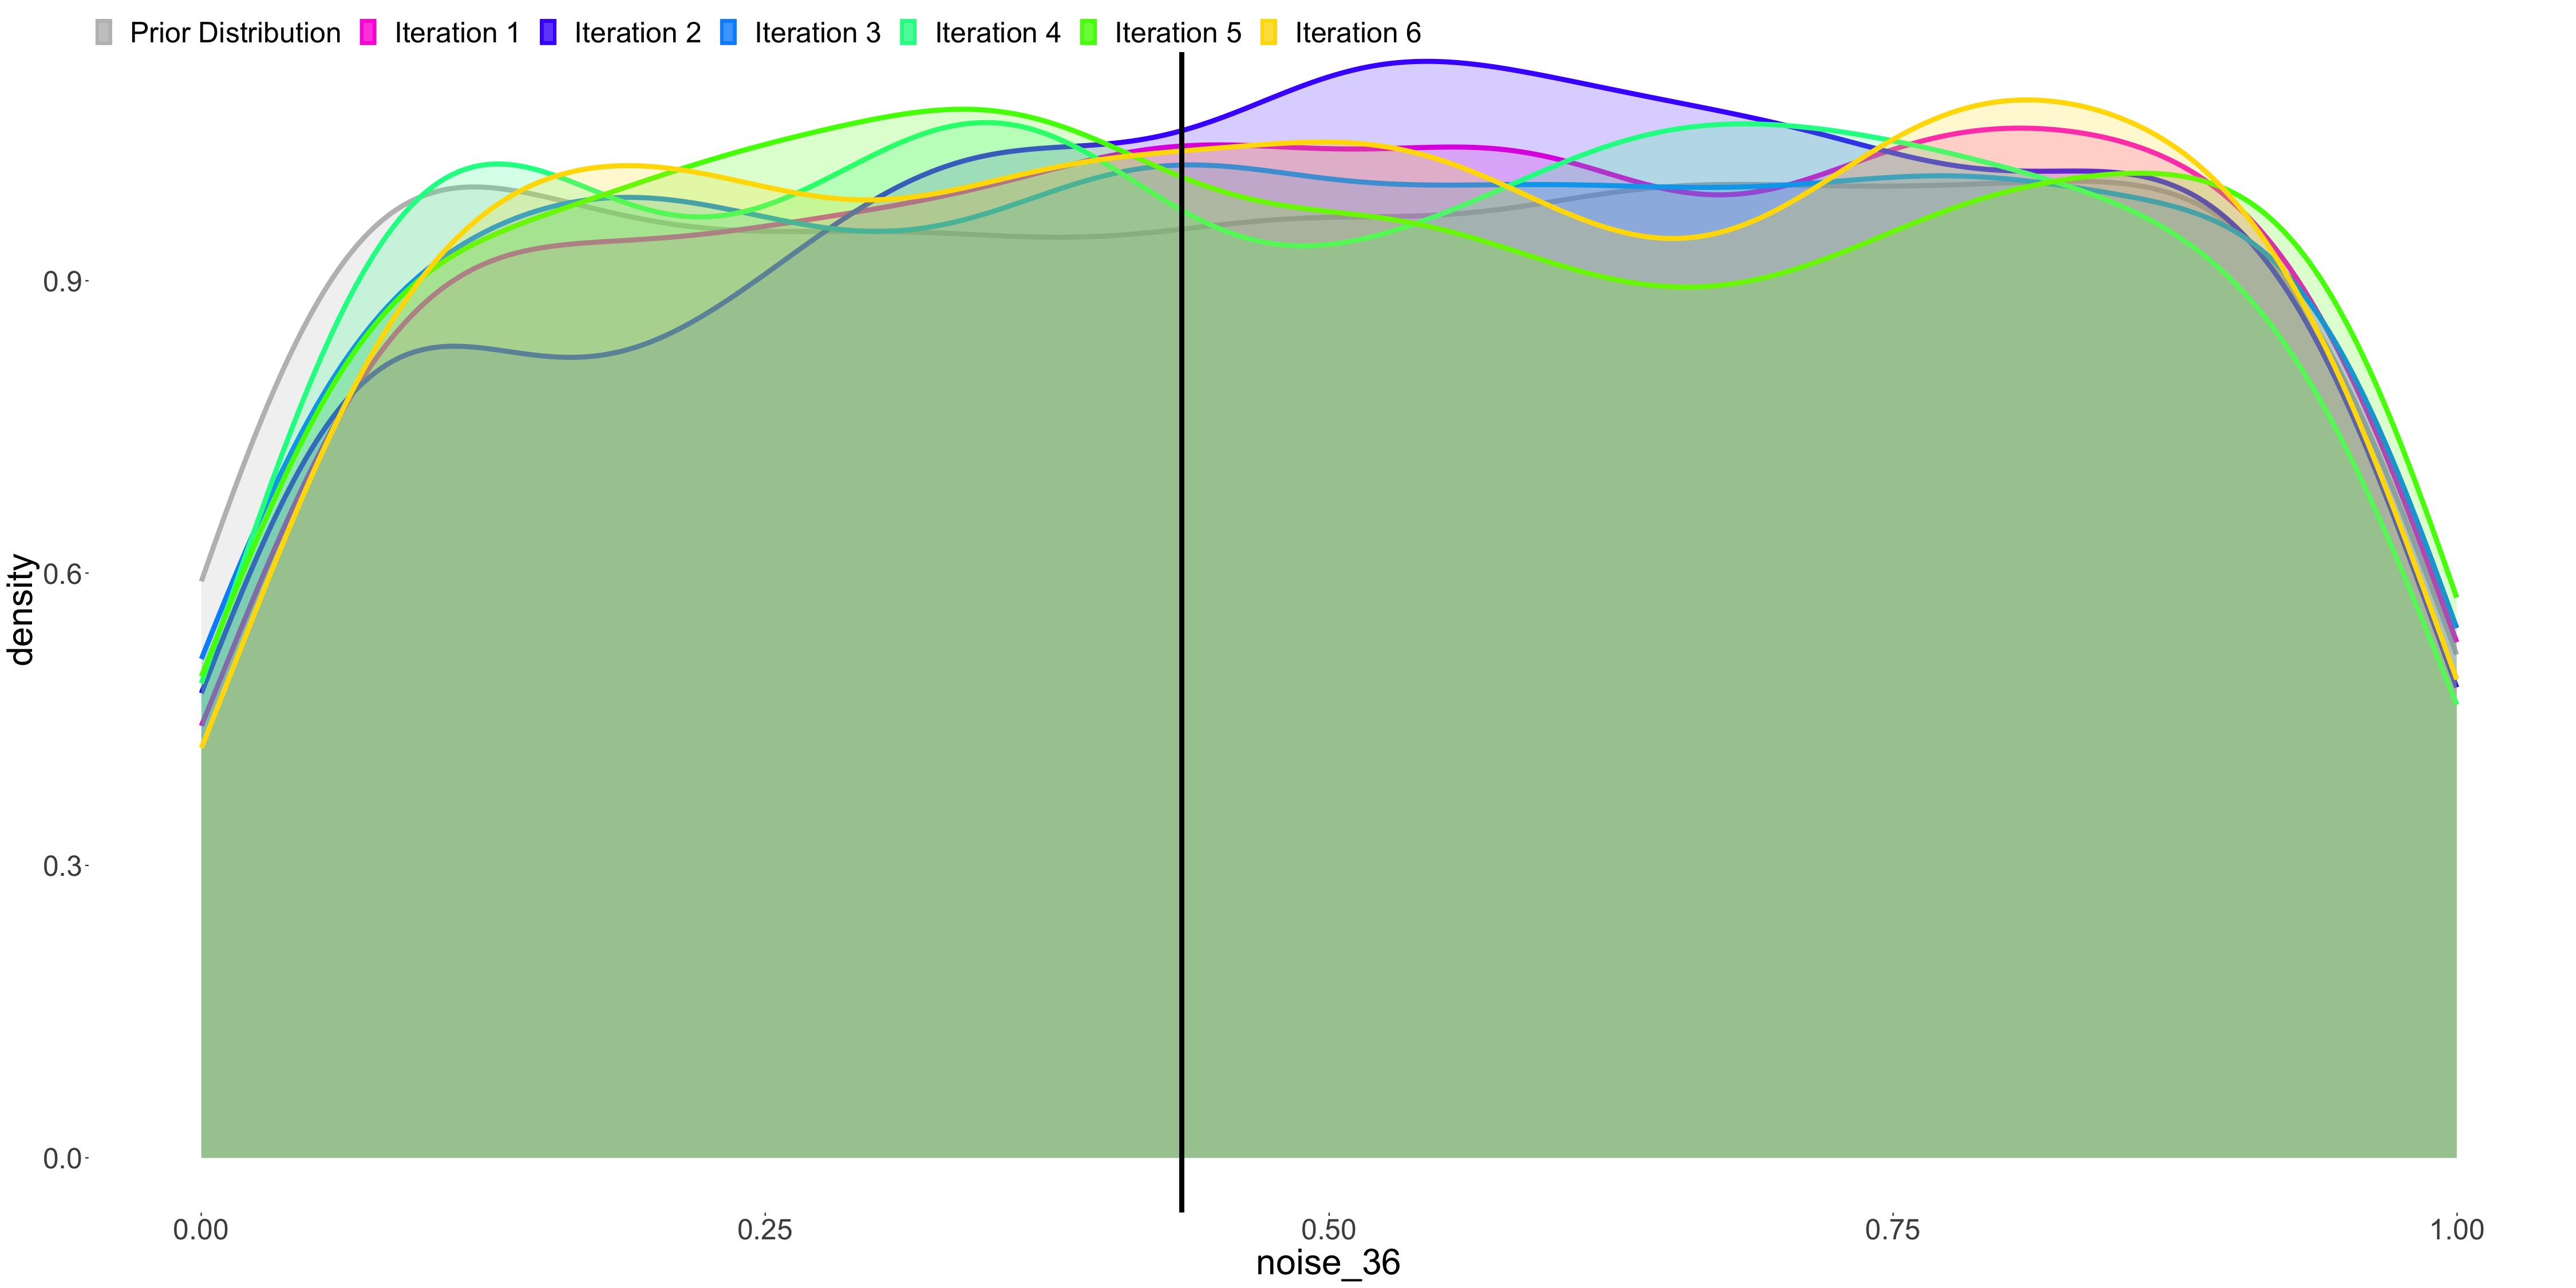 Prior Distribution Iteration 1 Iteration 2 Iteration 3 Iteration 4 Iteration 5 Iteration 6
density
0.9
0.6
0.3
0.0
0.00 0.25 0.50 0.75 1.00
noise_36